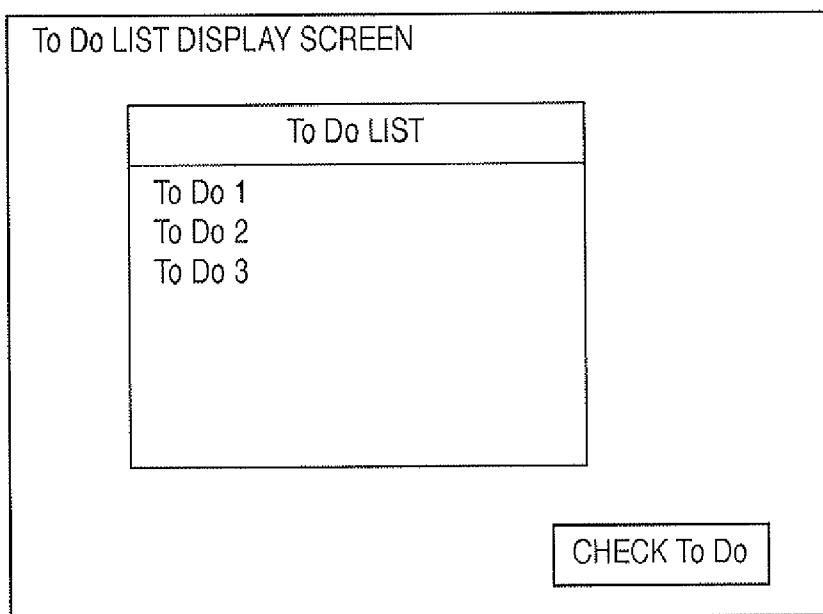 To Do LIST DISPLAY SCREEN
To Do LIST
To Do 1
To Do 2
To Do 3
CHECK To Do